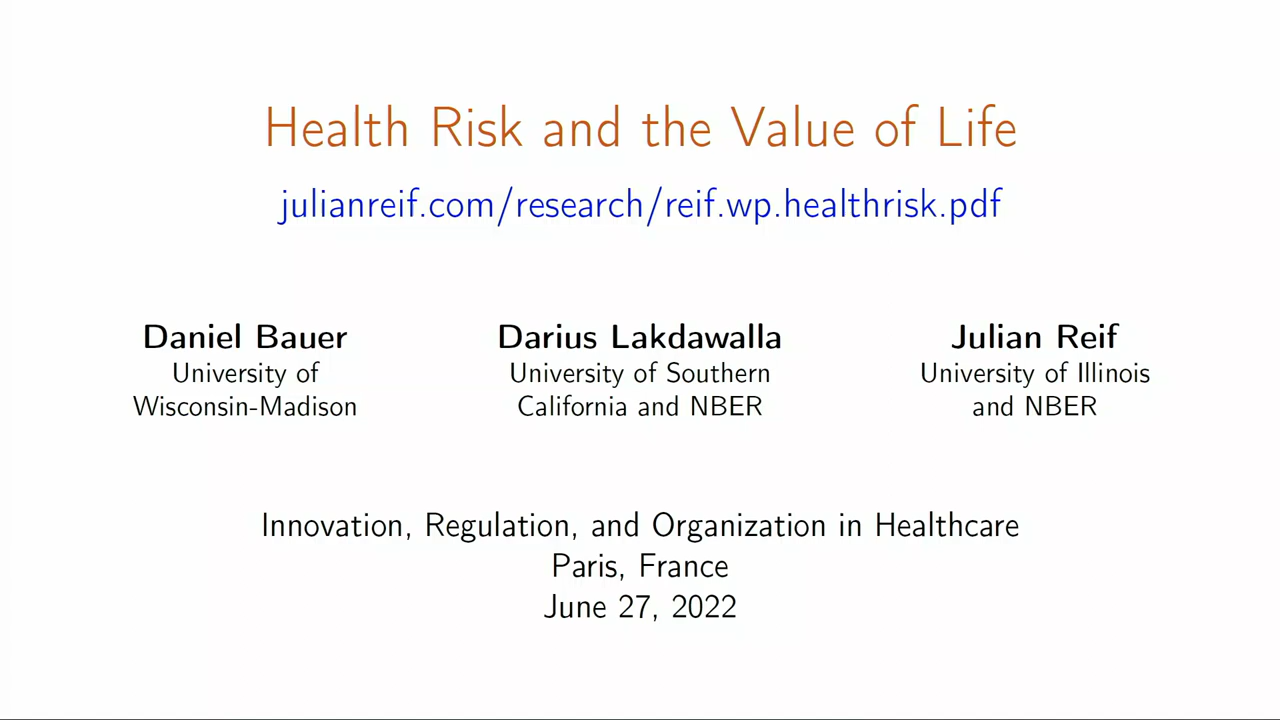 Health Risk and the Value of Life
julianreif.com/research/reif.wp.healthrisk.pdf
Daniel Bauer
University of
Wisconsin-Madison
Darius Lakdawalla
University of Southern
California and NBER
Julian Reif
University of Illinois
and NBER
Innovation, Regulation, and Organization in Healthcare
Paris, France
June 27, 2022